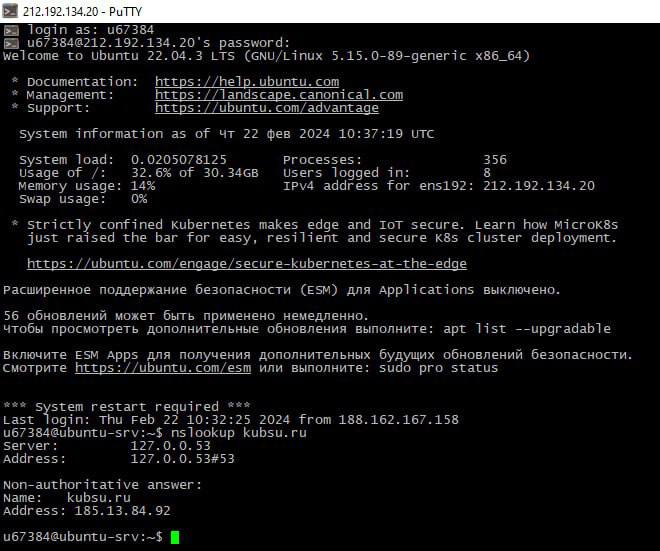 212.192.134.20 - PuTTY
login as: u67384
u67384@212.192.134.20's password:
Welcome to Ubuntu 22.04.3 LTS (GNU/Linux 5.15.0-89-generic x86_64)
* Documentation: https://help.ubuntu.com
* Management: https://landscape.canonical.com
* Support: https://ubuntu.com/advantage
System information as of Чт 22 фев 2024 10:37:19 UTC
System load: 0.0205078125 Processes: 356
Usage of /: 32.6% of 30.34GB Users logged in: 8
Memory usage: 14% IPv4 address for ens192: 212.192.134.20
Swap usage: 0%
* Strictly confined Kubernetes makes edge and IoT secure. Learn how MicroK8s
just raised the bar for easy, resilient and secure K8s cluster deployment.
https://ubuntu.com/engage/secure-kubernetes-at-the-edge
Расширенное поддержание безопасности (ESM) для Applications выключено.
56 обновлений может быть применено немедленно.
Чтобы просмотреть дополнительные обновления выполните: apt list --upgradable
Включите ESM Apps для получения дополнительных будущих обновлений безопасности.
Смотрите https://ubuntu.com/esm или выполните: sudo pro status
*** System restart required ***
Last login: Thu Feb 22 10:32:25 2024 from 188.162.167.158
u67384@ubuntu-srv:~$ nslookup kubsu.ru
Server: 127.0.0.53
Address: 127.0.0.53#53
Non-authoritative answer:
Name: kubsu.ru
Address: 185.13.84.92
u67384@ubuntu-srv:~$